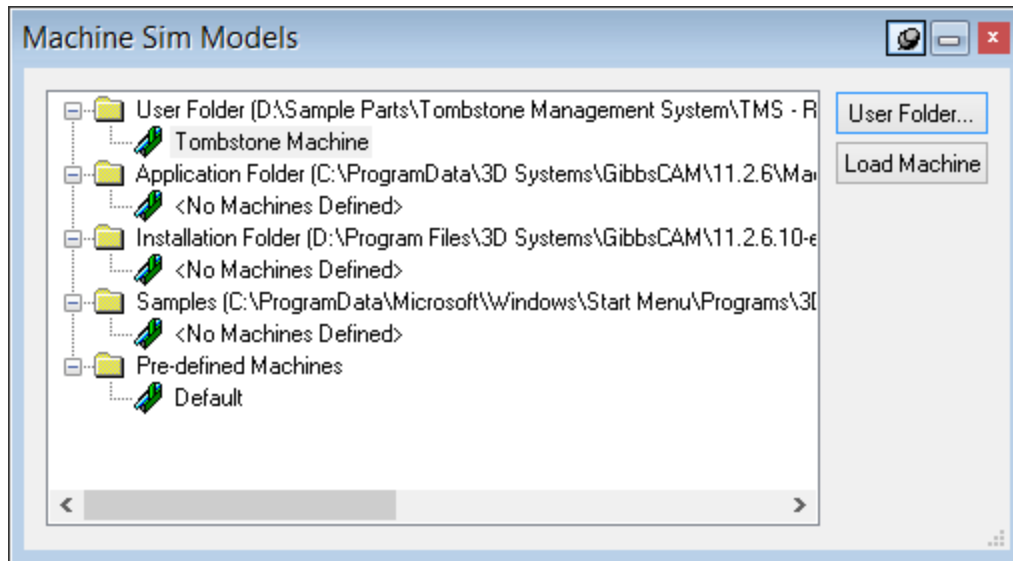 Machine Sim Models
User Folder (D:\Sample Parts\Tombstone Management System\TMS - R
Tombstone Machine
Application Folder (C:\ProgramData\3D Systems\GibbsCAM\11.2.6\Ma
<No Machines Defined>
Installation Folder (D:\Program Files\3D Systems\GibbsCAM\11.2.6.10-e
<No Machines Defined>
Samples (C:\ProgramData\Microsoft\Windows\Start Menu\Programs\3D
<No Machines Defined>
Pre-defined Machines
Default
User Folder...
Load Machine